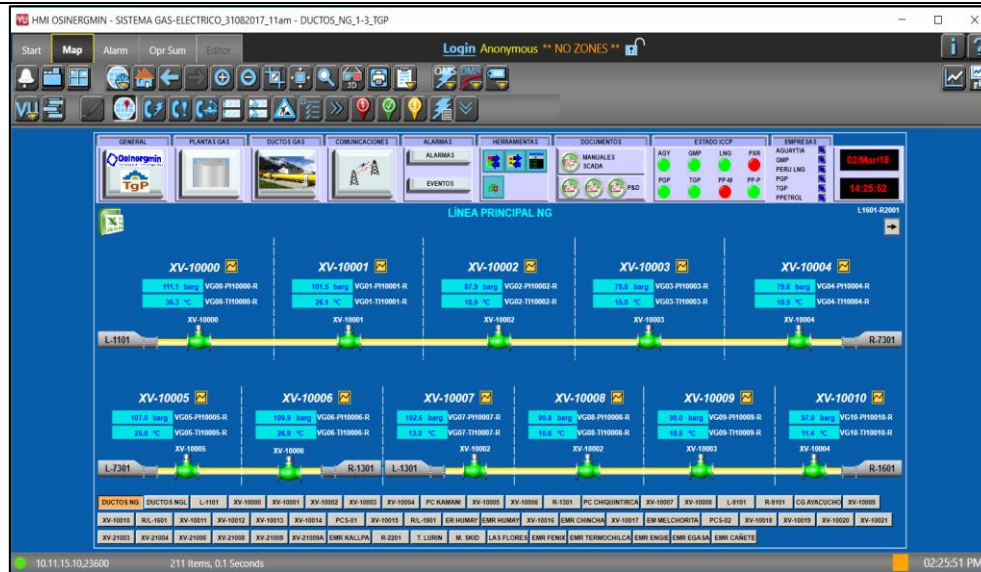 HMI OSINERGMIN - SISTEMA GAS-ELECTRICO_31082017_11am - DUCTOS_NG_1-3_TGP
Start Map Alarm Opr Sum Editor Login Anonymous ** NO ZONES **
GENERAL PLANTAS GAS DUCTOS GAS COMUNICACIONES ALARMAS HERRAMIENTAS DOCUMENTOS ESTADO ICCP EMPRESAS
Osinergmin
TgP
ALARMAS
EVENTOS
MANUALES SCADA
P&D
AGY GMP LNG PXR
PGP TGP PF-M PF-P
AGUAYTIA
GMP
PERU LNG
PGP
TGP
PPETROL
02/Mar/18
14:25:52
LÍNEA PRINCIPAL NG
L1601-R2001
XV-10000 XV-10001 XV-10002 XV-10003 XV-10004
111.1 barg VG00-PI10000-R 101.5 barg VG01-PI10001-R 87.9 barg VG02-PI10002-R 78.8 barg VG03-PI10003-R 79.6 barg VG04-PI10004-R
36.3 ºC VG00-TI10000-R 26.1 ºC VG01-TI10001-R 18.9 ºC VG02-TI10002-R 15.0 ºC VG03-TI10003-R 18.9 ºC VG04-TI10004-R
XV-10000 XV-10001 XV-10002 XV-10003 XV-10004
L-1101 R-7301
XV-10005 XV-10006 XV-10007 XV-10008 XV-10009 XV-10010
107.0 barg VG05-PI10005-R 109.9 barg VG06-PI10006-R 102.6 barg VG07-PI10007-R 99.8 barg VG08-PI10008-R 98.0 barg VG09-PI10009-R 97.9 barg VG10-PI10010-R
25.0 ºC VG05-TI10005-R 26.9 ºC VG06-TI10006-R 13.9 ºC VG07-TI10007-R 10.6 ºC VG08-TI10008-R 10.5 ºC VG09-TI10009-R 11.4 ºC VG10-TI10010-R
XV-10005 XV-10006 XV-10002 XV-10002 XV-10003 XV-10004
L-7301 R-1301 L-1301 R-1601
DUCTOS NG DUCTOS NGL L-1101 XV-10000 XV-10001 XV-10002 XV-10003 XV-10004 PC KAMANI XV-10005 XV-10006 R-1301 PC CHIQUINTIRCA XV-10007 XV-10008 L-9101 R-9101 CG AYACUCHO XV-10009
XV-10010 R/L-1601 XV-10011 XV-10012 XV-10013 XV-10014 PCS-01 XV-10015 R/L-1901 ER HUMAY EMR HUMAY XV-10016 EMR CHINCHA XV-10017 EM MELCHORITA PCS-02 XV-10018 XV-10019 XV-10020 XV-10021
XV-21003 XV-21004 XV-21006 XV-21008 XV-21009 XV-21009A EMR KALLPA R-2201 T. LURIN M. SKID LAS FLORES EMR FENIX EMR TERMOCHILCA EMR ENGIE EMR EGASA EMR CAÑETE
10.11.15.10,23600 211 Items, 0.1 Seconds 02:25:51 PM